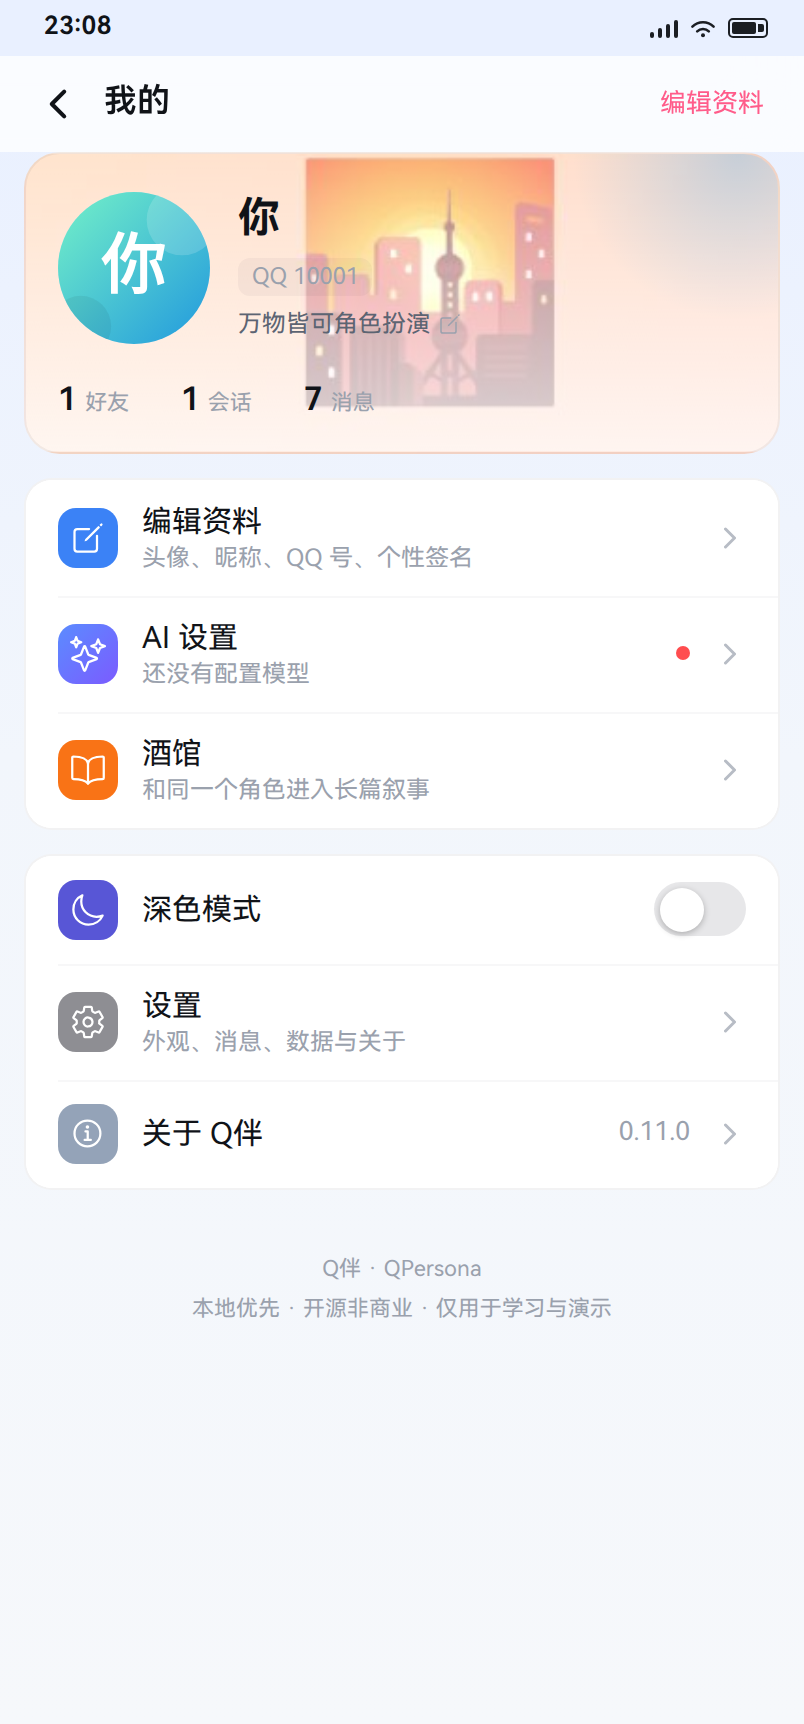 23:08
我的
编辑资料
你
你
QQ 10001
万物皆可角色扮演
1 好友 1 会话 7 消息
编辑资料
头像、昵称、QQ 号、个性签名
AI 设置
还没有配置模型
酒馆
和同一个角色进入长篇叙事
深色模式
设置
外观、消息、数据与关于
关于 Q伴
0.11.0
Q伴 · QPersona
本地优先 · 开源非商业 · 仅用于学习与演示